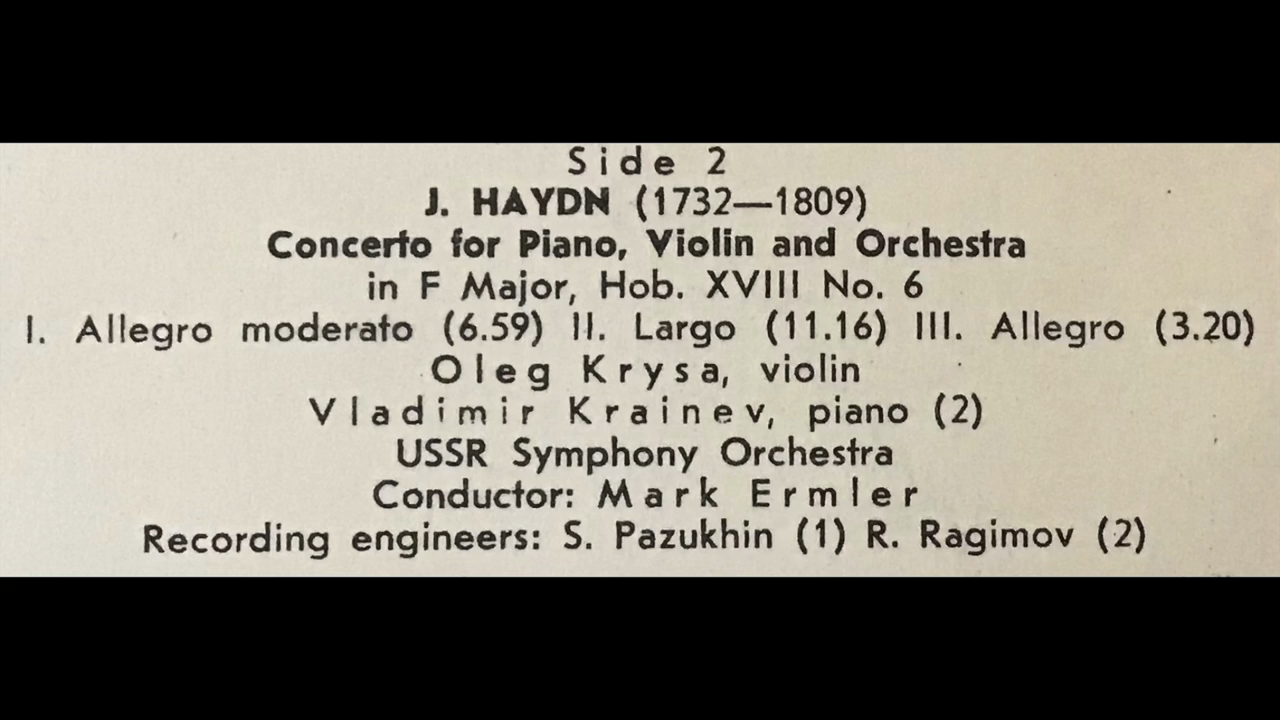 Side 2
J. HAYDN (1732—1809)
Concerto for Piano, Violin and Orchestra
in F Major, Hob. XVIII No. 6
I. Allegro moderato (6.59) II. Largo (11.16) III. Allegro (3.20)
Oleg Krysa, violin
Vladimir Krainev, piano (2)
USSR Symphony Orchestra
Conductor: Mark Ermler
Recording engineers: S. Pazukhin (1) R. Ragimov (2)